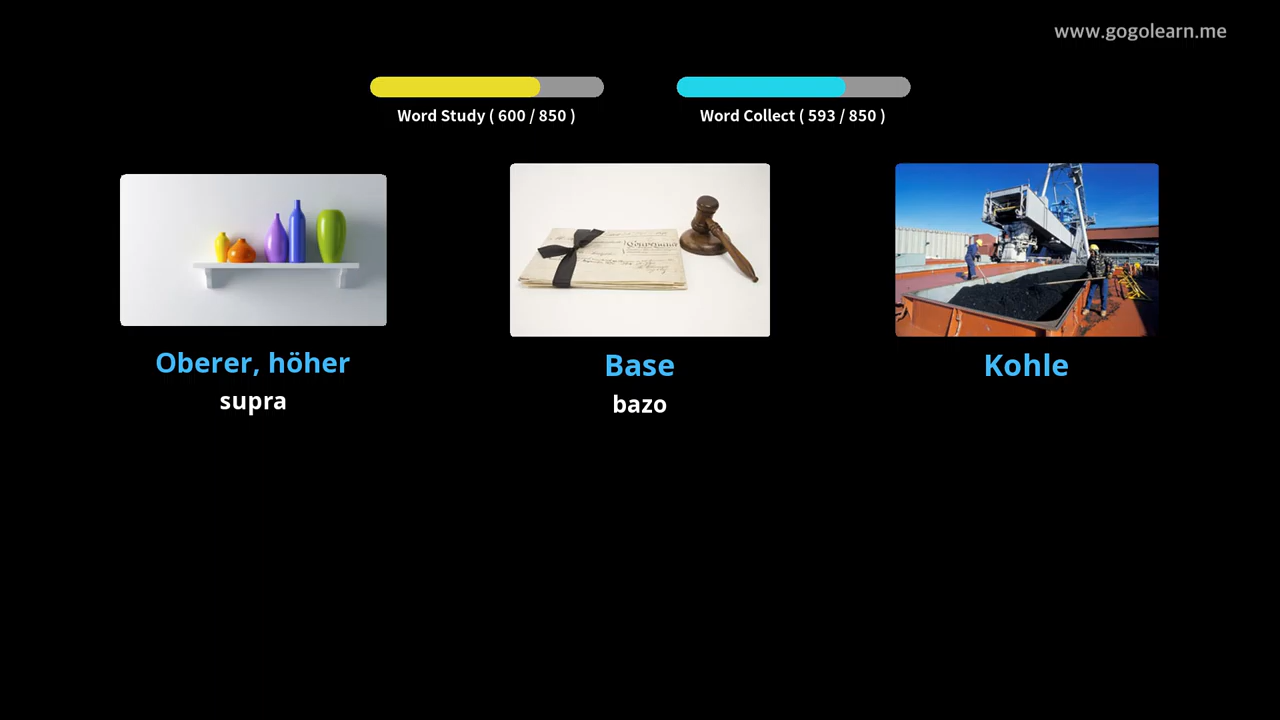 www.gogolearn.me
Word Study ( 600 / 850 )
Word Collect ( 593 / 850 )
Oberer, höher
supra
Base
bazo
Kohle